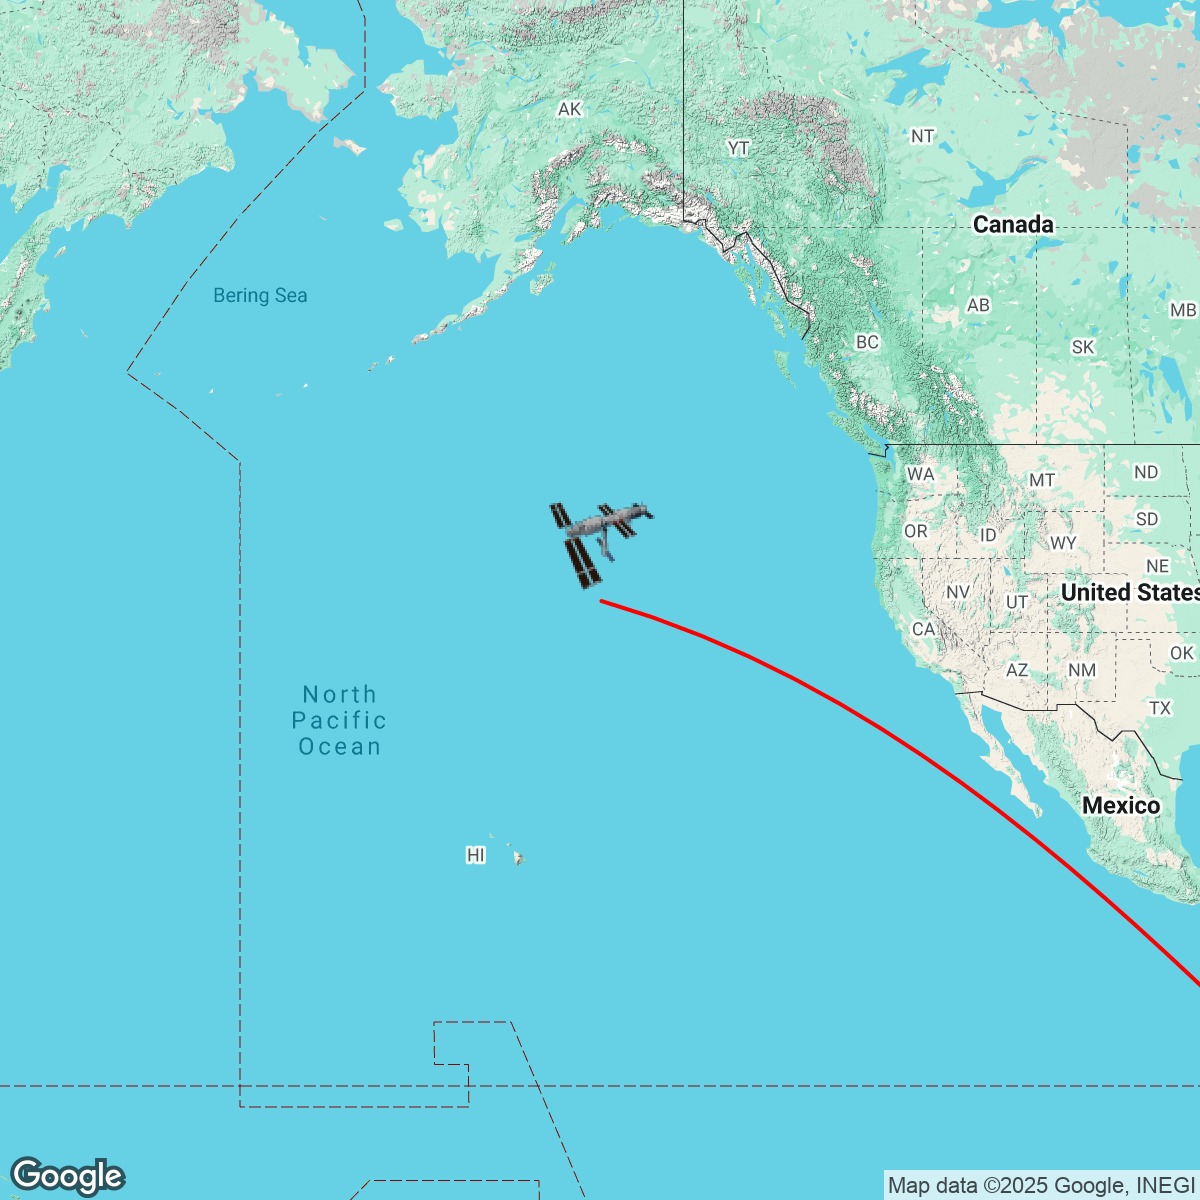 AK
NT
YT
Canada
Bering Sea
AB
MB
BC
SK
WA
MT
ND
OR
ID
SD
WY
NE
NV
UT
United States
CA
OK
AZ
NM
North
Pacific
Ocean
TX
Mexico
HI
Google
Map data ©2025 Google, INEGI